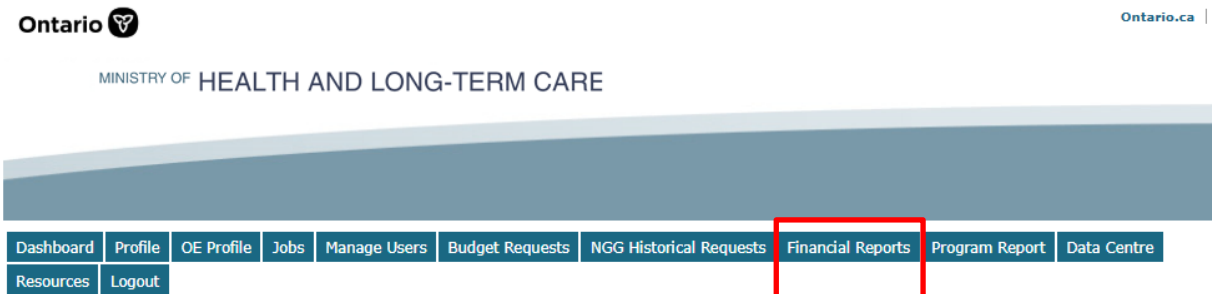 Ontario
Ontario.ca
MINISTRY OF HEALTH AND LONG-TERM CARE
Dashboard Profile OE Profile Jobs Manage Users Budget Requests NGG Historical Requests Financial Reports Program Report Data Centre
Resources Logout